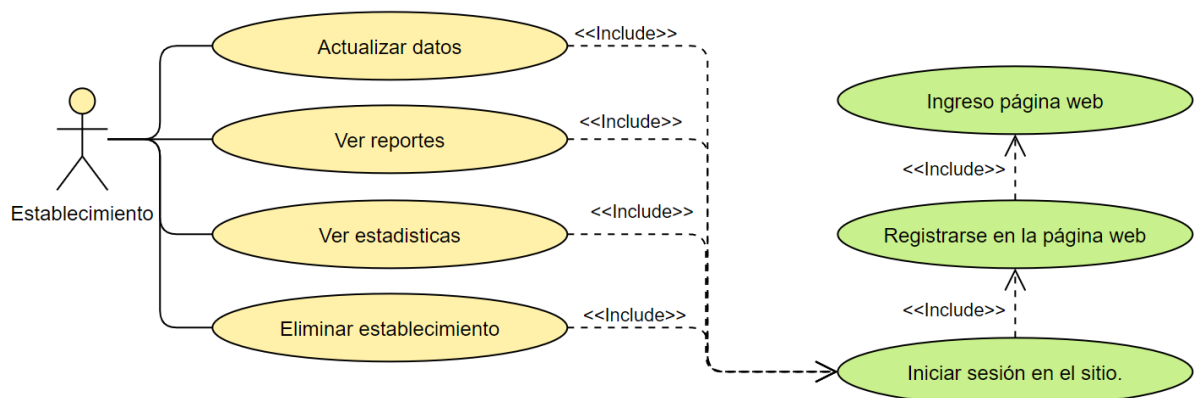 Actualizar datos
<<Include>>
Ver reportes
<<Include>>
Establecimiento
Ver estadisticas
<<Include>>
Eliminar establecimiento
<<Include>>
Ingreso página web
<<Include>>
Registrarse en la página web
<<Include>>
Iniciar sesión en el sitio.